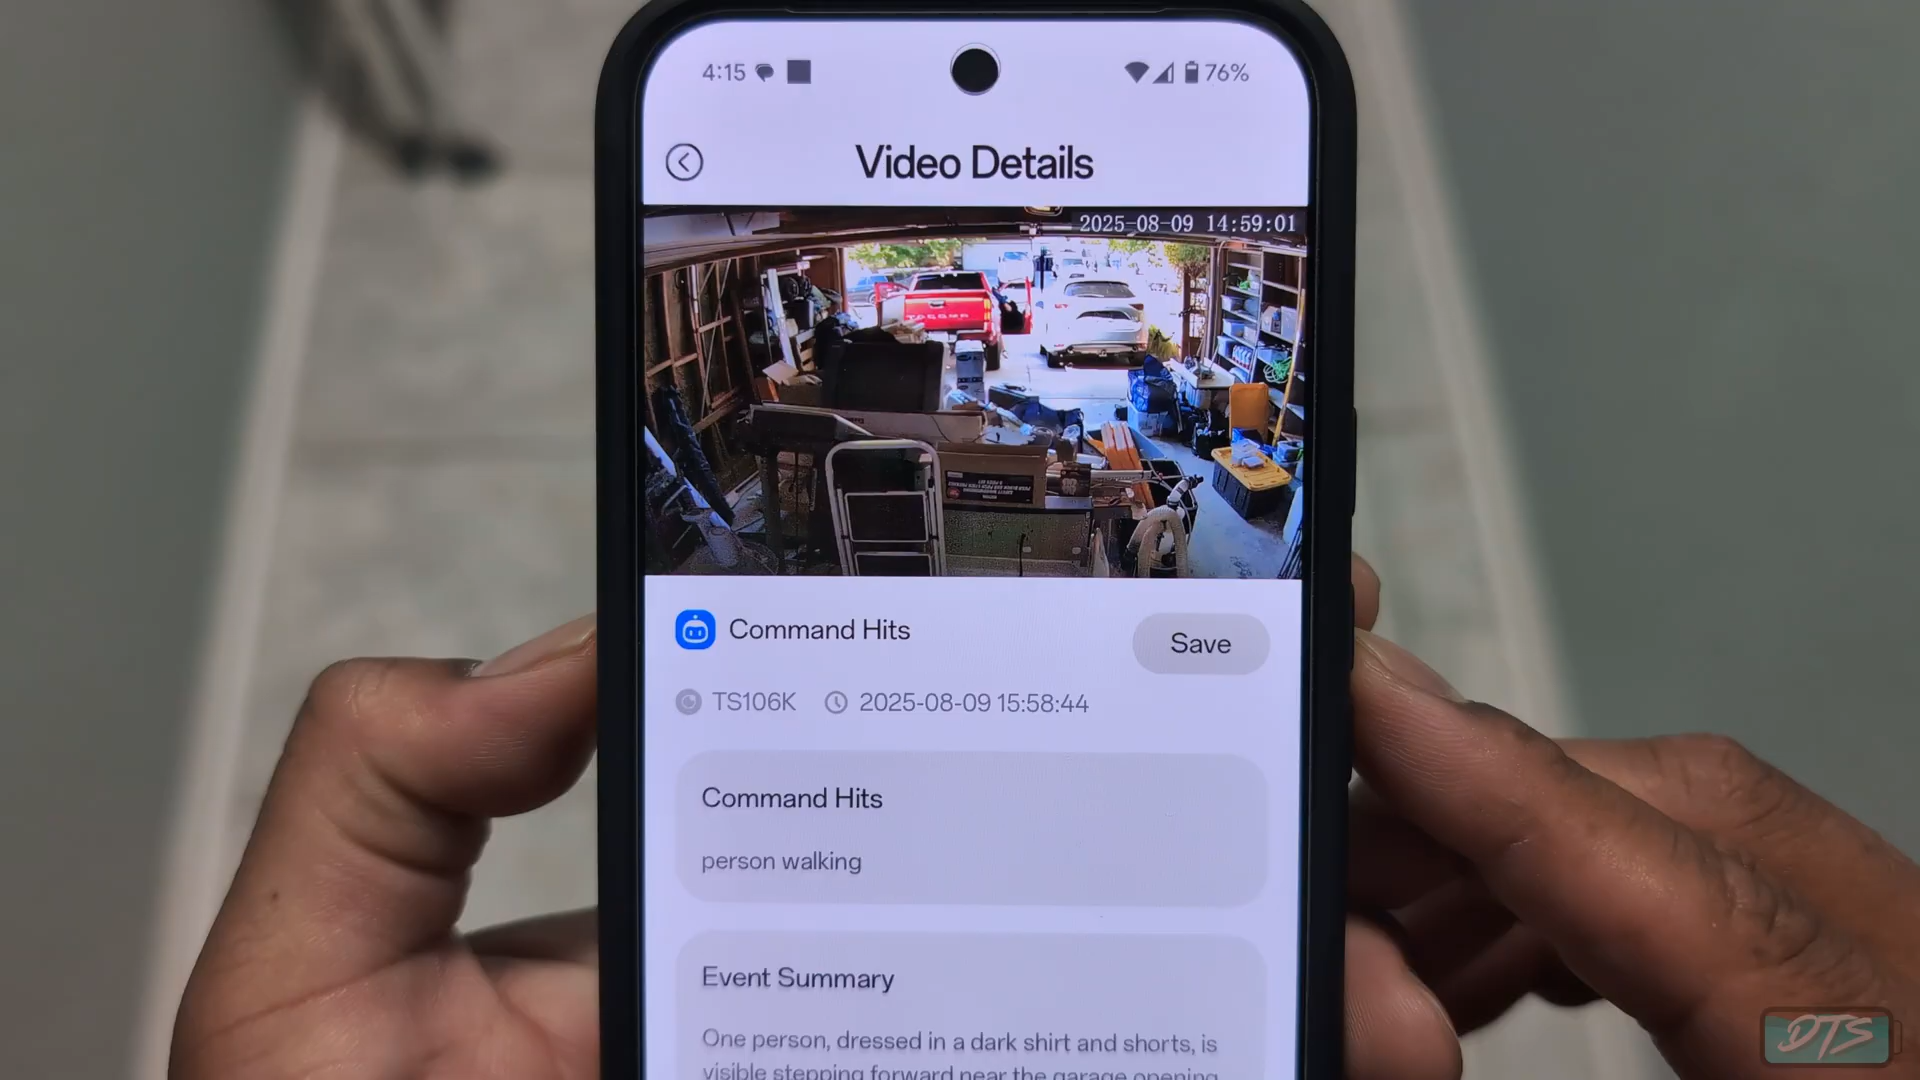 4:15
76%
Video Details
2025-08-09 14:59:01
TACOMA
Command Hits
Save
TS106K
2025-08-09 15:58:44
Command Hits
person walking
Event Summary
One person, dressed in a dark shirt and shorts, is
visible stepping forward near the garage opening
DTS